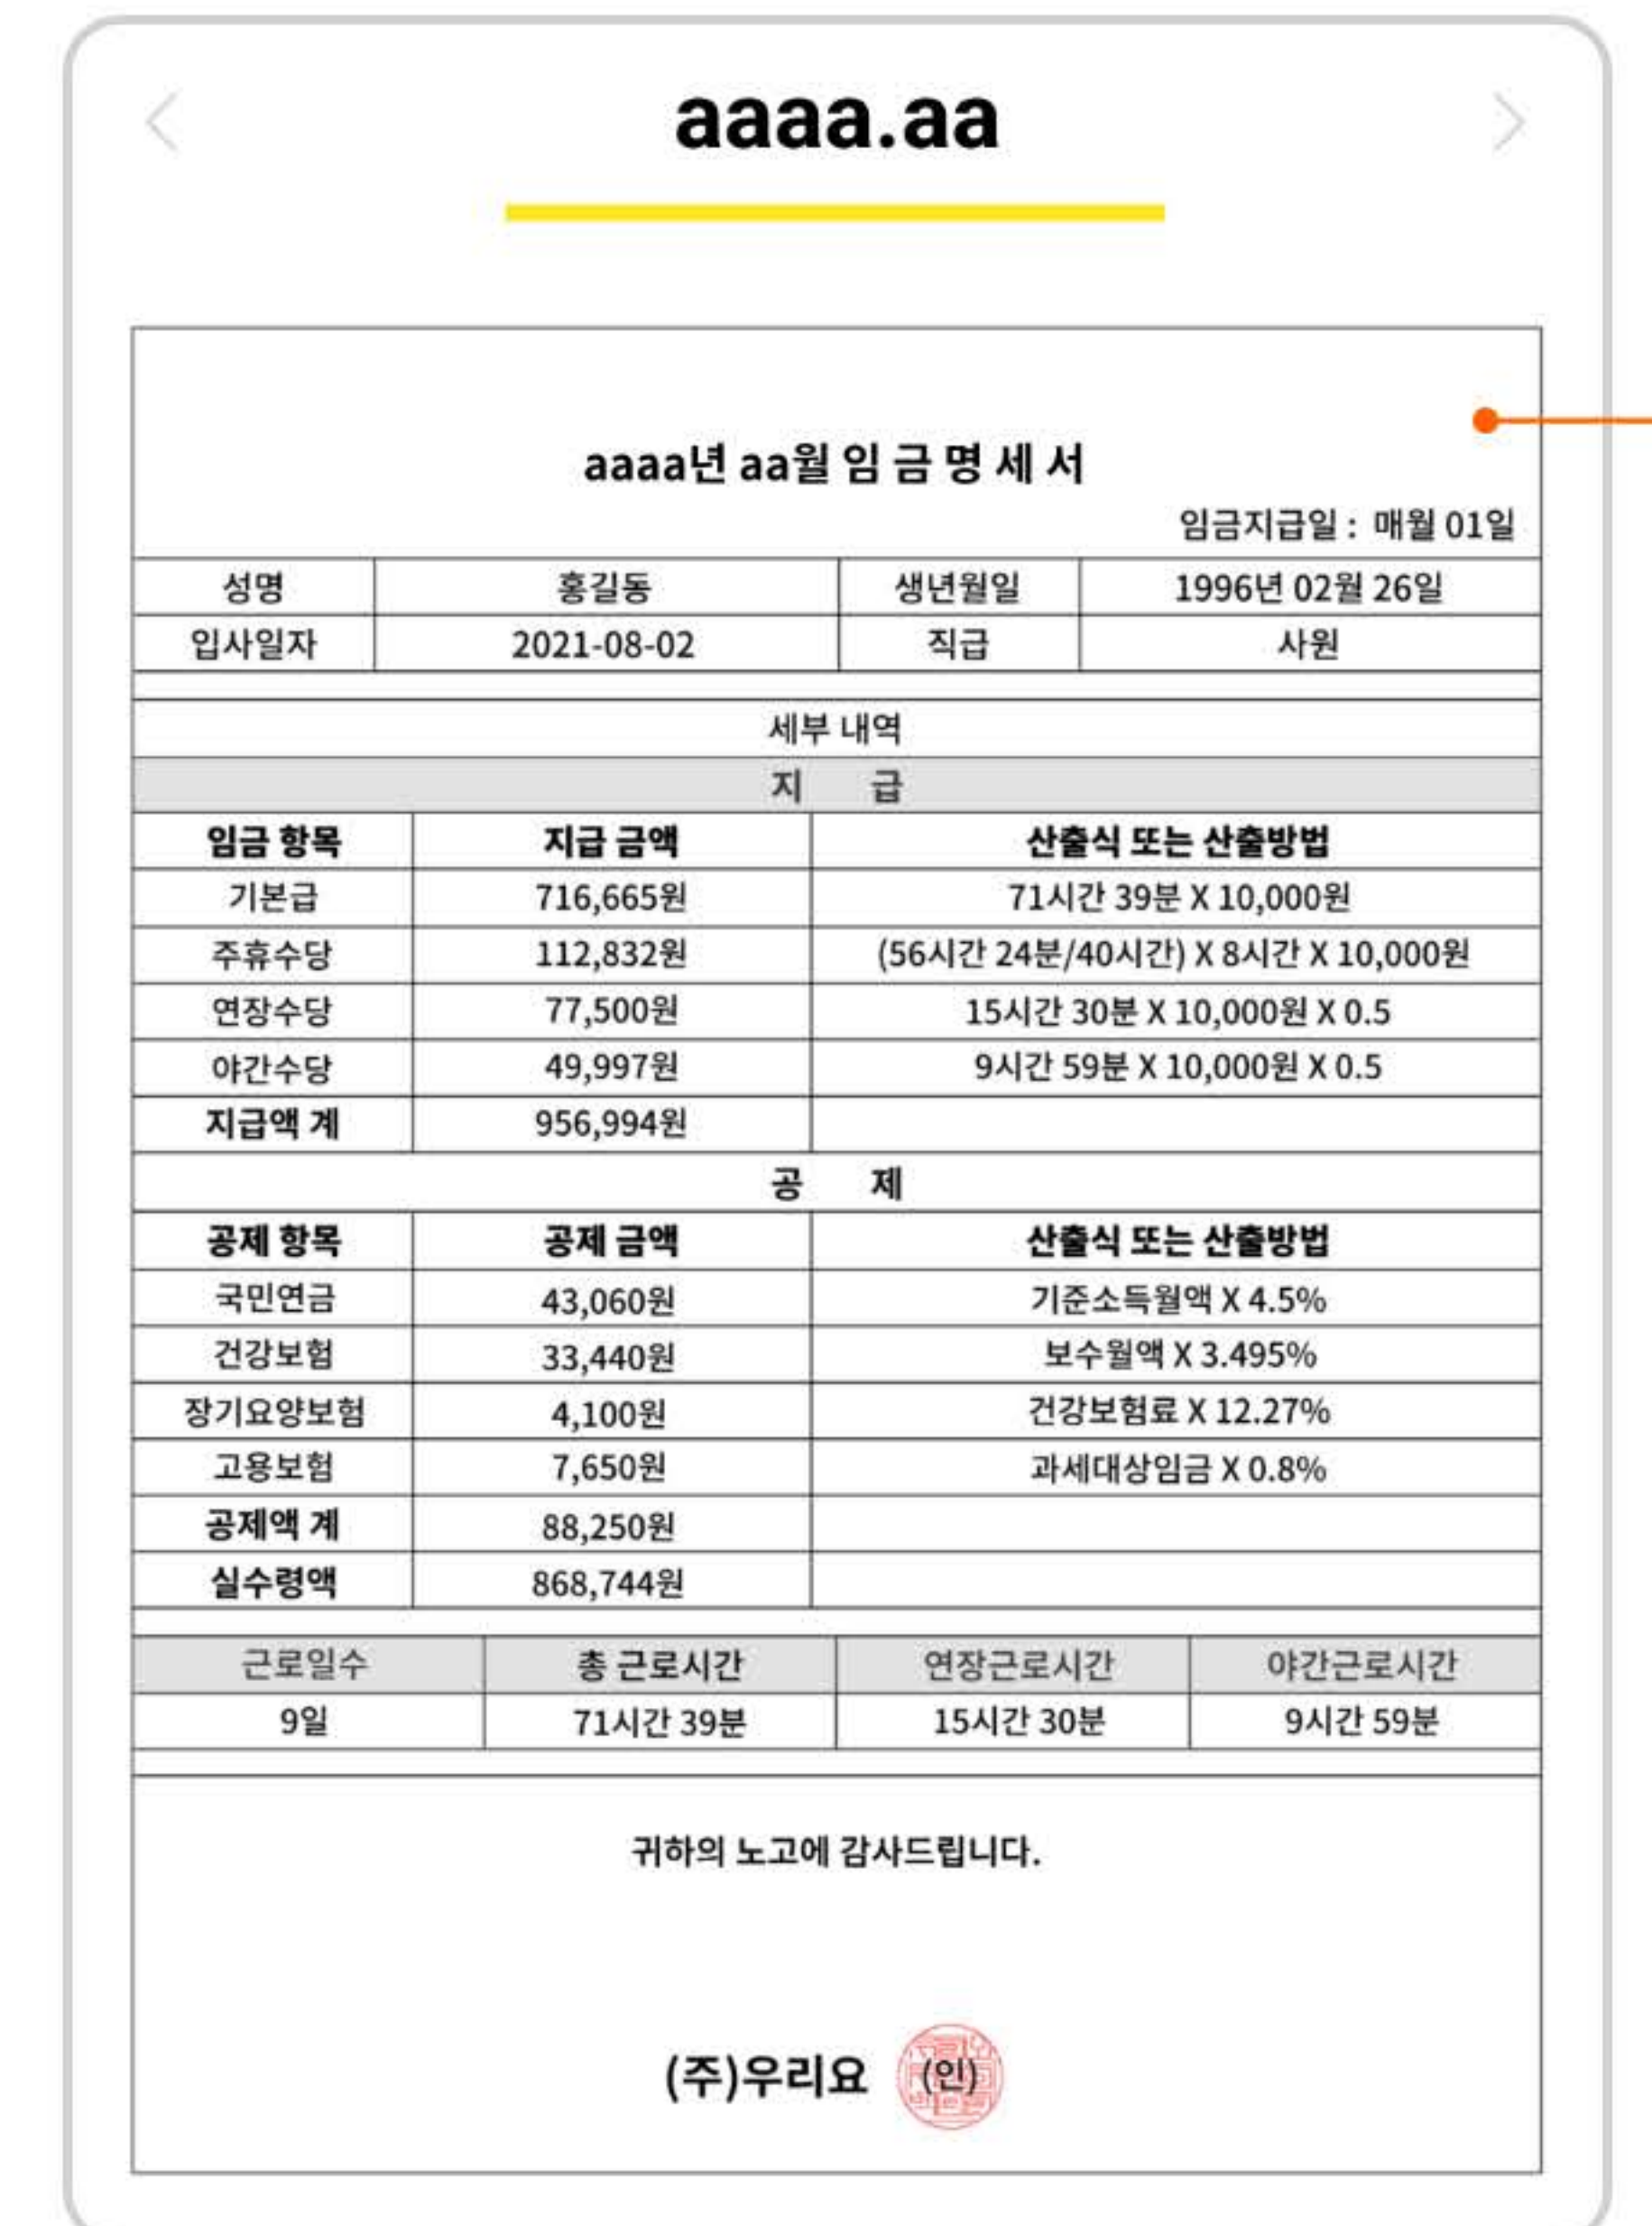 aaaa.aa
aaaa년 aa월 임 금 명 세 서
임금지급일 : 매월 01일
성명 홍길동 생년월일 1996년 02월 26일
입사일자 2021-08-02 직급 사원
세부 내역
지 급
임금 항목 지급 금액 산출식 또는 산출방법
기본급 716,665원 71시간 39분 X 10,000원
주휴수당 112,832원 (56시간 24분/40시간) X 8시간 X 10,000원
연장수당 77,500원 15시간 30분 X 10,000원 X 0.5
야간수당 49,997원 9시간 59분 X 10,000원 X 0.5
지급액 계 956,994원
공 제
공제 항목 공제 금액 산출식 또는 산출방법
국민연금 43,060원 기준소득월액 X 4.5%
건강보험 33,440원 보수월액 X 3.495%
장기요양보험 4,100원 건강보험료 X 12.27%
고용보험 7,650원 과세대상임금 X 0.8%
공제액 계 88,250원
실수령액 868,744원
근로일수 총 근로시간 연장근로시간 야간근로시간
9일 71시간 39분 15시간 30분 9시간 59분
귀하의 노고에 감사드립니다.
(주)우리요 (인)